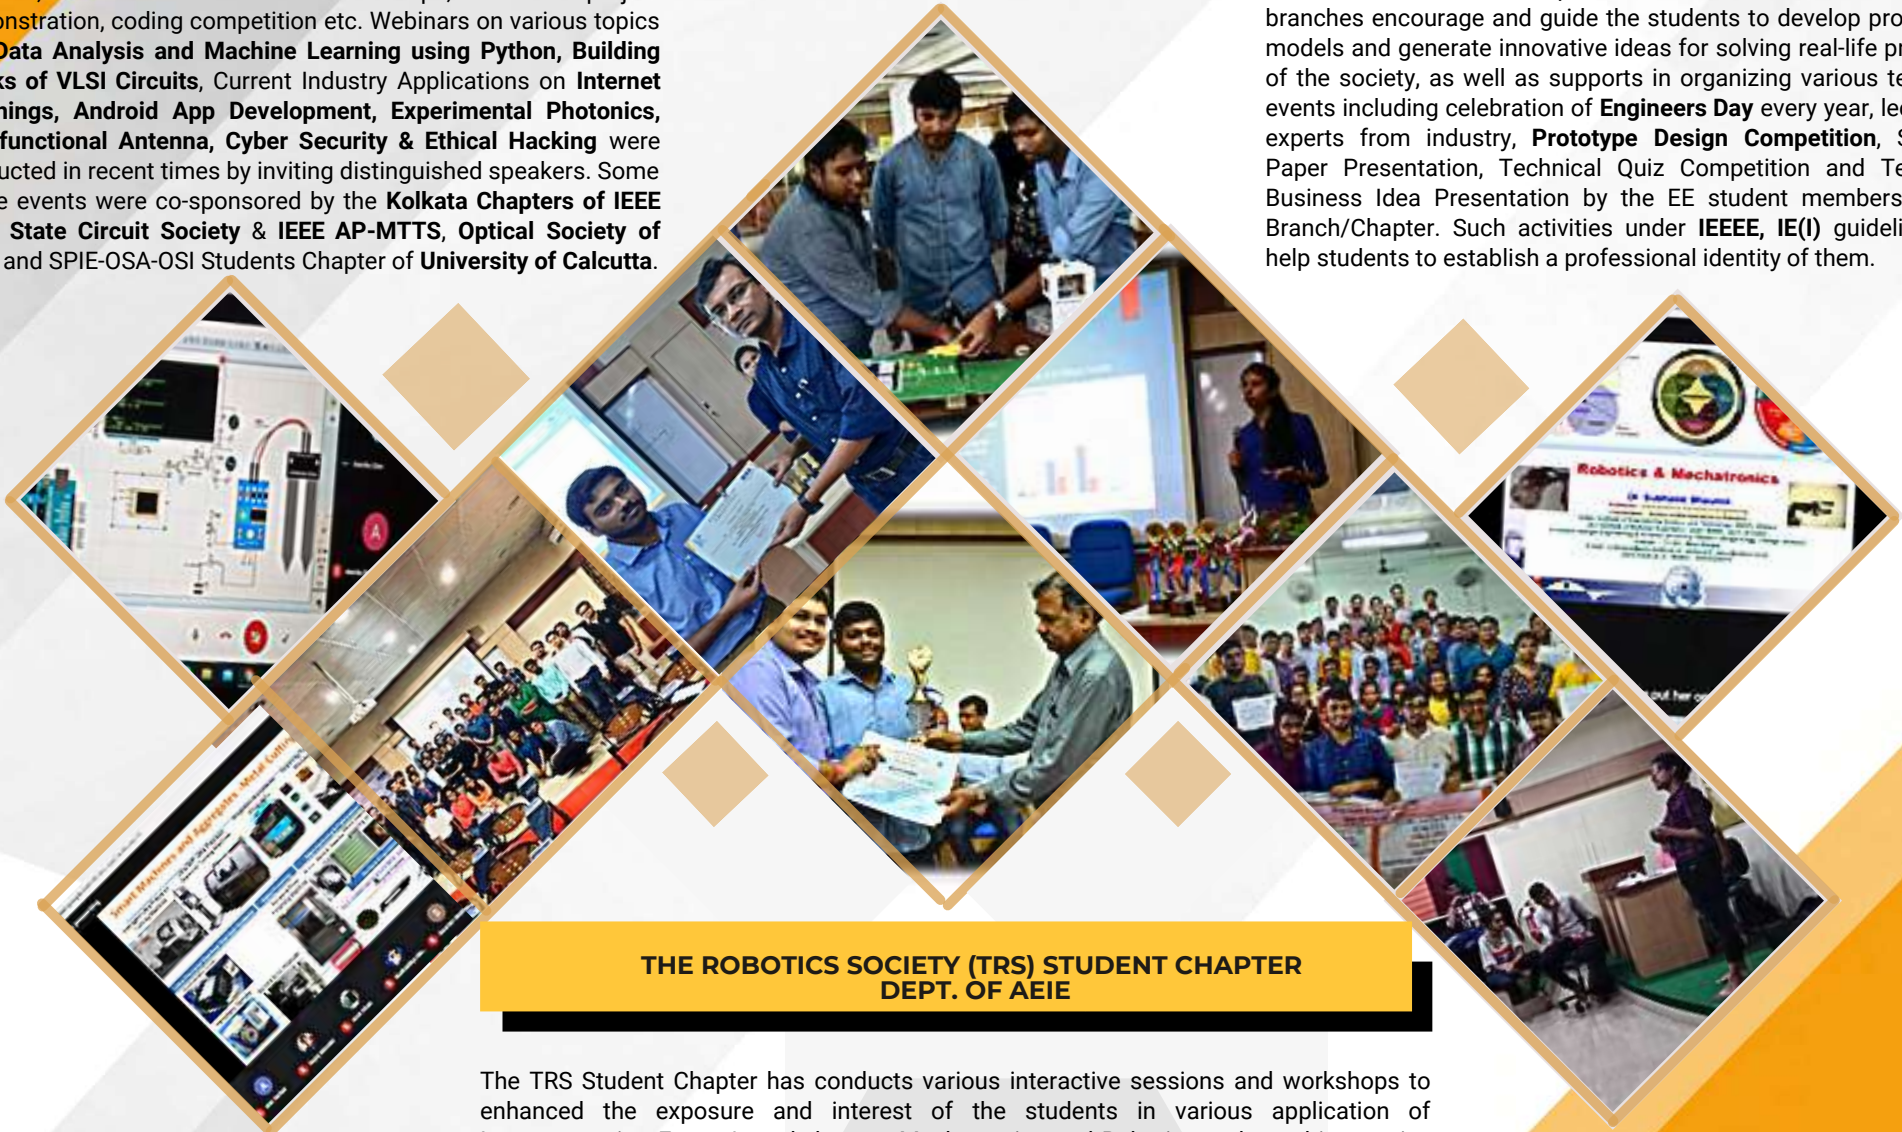 onstration, coding competition etc. Webinars on various topics
Data Analysis and Machine Learning using Python, Building
ks of VLSI Circuits, Current Industry Applications on Internet
hings, Android App Development, Experimental Photonics,
functional Antenna, Cyber Security & Ethical Hacking were
ucted in recent times by inviting distinguished speakers. Some
e events were co-sponsored by the Kolkata Chapters of IEEE
State Circuit Society & IEEE AP-MTTS, Optical Society of
and SPIE-OSA-OSI Students Chapter of University of Calcutta.
branches encourage and guide the students to develop pro
models and generate innovative ideas for solving real-life pr
of the society, as well as supports in organizing various te
events including celebration of Engineers Day every year, lec
experts from industry, Prototype Design Competition, S
Paper Presentation, Technical Quiz Competition and Te
Business Idea Presentation by the EE student members
Branch/Chapter. Such activities under IEEEE, IE(I) guideli
help students to establish a professional identity of them.
Robotics & Mechatronics
A
out her
Smart Machines and Aggregates -Metal Cutting
THE ROBOTICS SOCIETY (TRS) STUDENT CHAPTER
DEPT. OF AEIE
The TRS Student Chapter has conducts various interactive sessions and workshops to
enhanced the exposure and interest of the students in various application of